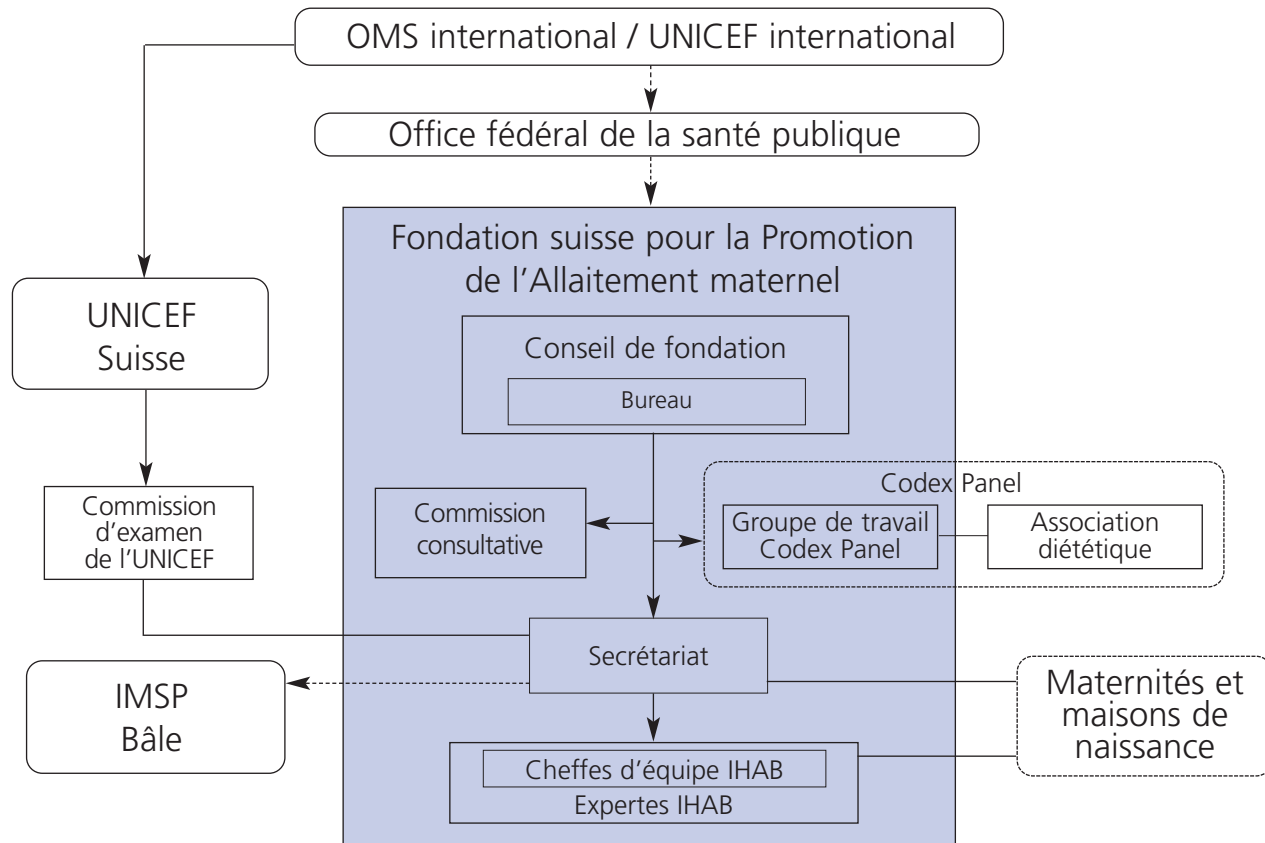 OMS international / UNICEF international
Office fédéral de la santé publique
Fondation suisse pour la Promotion
de l'Allaitement maternel
UNICEF
Suisse
Conseil de fondation
Bureau
Commission
d'examen
de l'UNICEF
Commission
consultative
Codex Panel
Groupe de travail
Codex Panel
Association
diététique
Secrétariat
IMSP
Bâle
Maternités et
maisons de
naissance
Cheffes d'équipe IHAB
Expertes IHAB